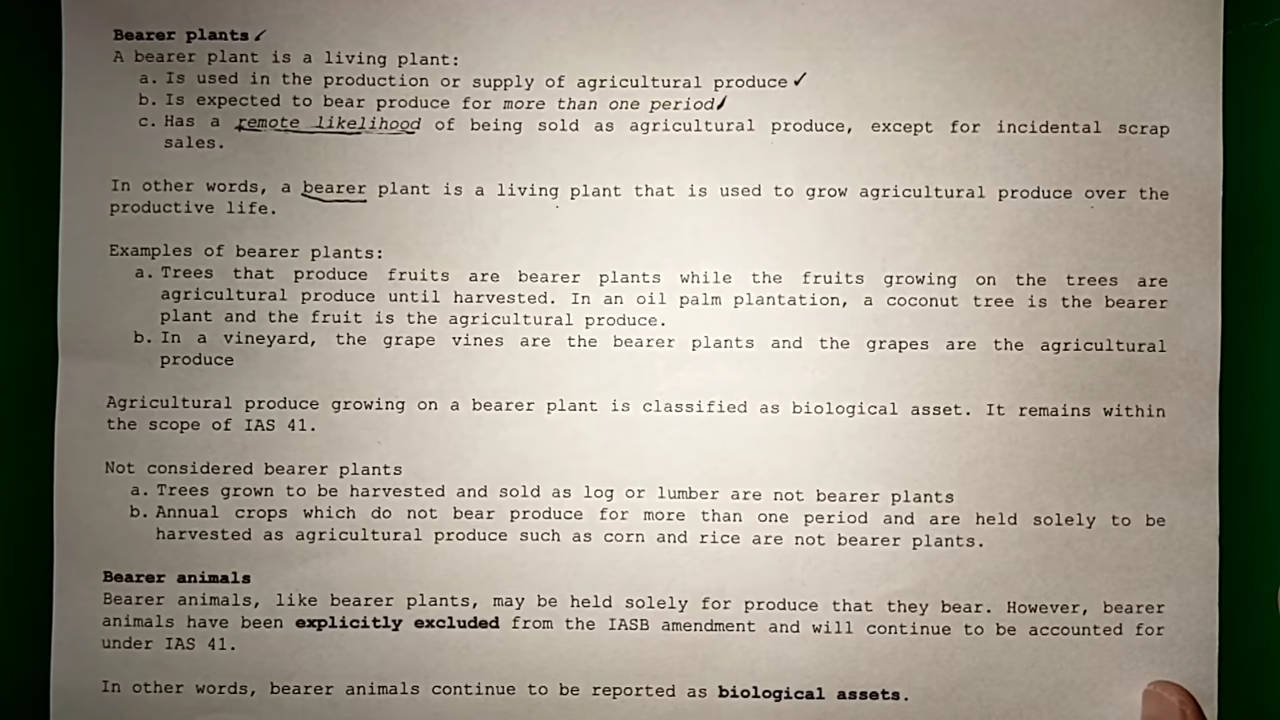 Bearer plants
A bearer plant is a living plant:
a. Is used in the production or supply of agricultural produce
b. Is expected to bear produce for more than one period
c. Has a remote likelihood of being sold as agricultural produce, except for incidental scrap
sales.
In other words, a bearer plant is a living plant that is used to grow agricultural produce over the
productive life.
Examples of bearer plants:
a. Trees that produce fruits are bearer plants while the fruits growing on the trees are
agricultural produce until harvested. In an oil palm plantation, a coconut tree is the bearer
plant and the fruit is the agricultural produce.
b. In a vineyard, the grape vines are the bearer plants and the grapes are the agricultural
produce
Agricultural produce growing on a bearer plant is classified as biological asset. It remains within
the scope of IAS 41.
Not considered bearer plants
a. Trees grown to be harvested and sold as log or lumber are not bearer plants
b. Annual crops which do not bear produce for more than one period and are held solely to be
harvested as agricultural produce such as corn and rice are not bearer plants.
Bearer animals
Bearer animals, like bearer plants, may be held solely for produce that they bear. However, bearer
animals have been explicitly excluded from the IASB amendment and will continue to be accounted for
under IAS 41.
In other words, bearer animals continue to be reported as biological assets.